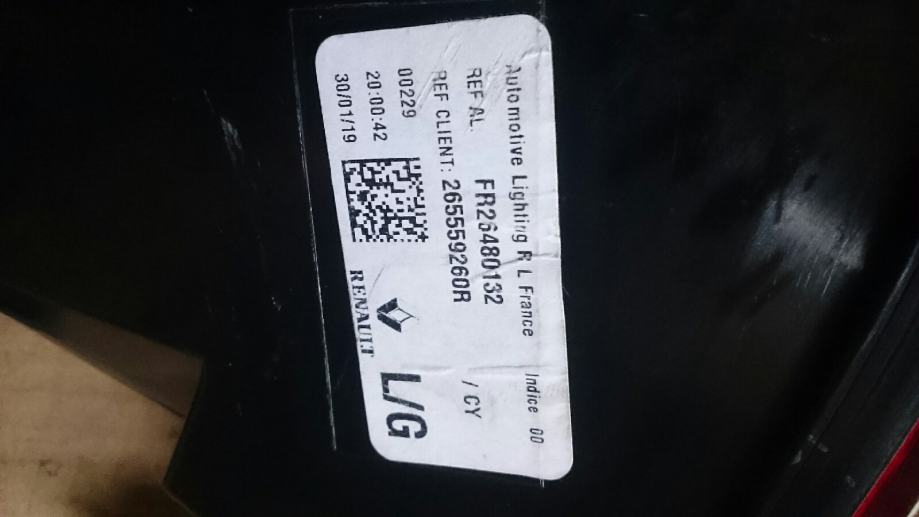 Automotive Lighting R L France Indice 00
REF AL. FR26480132 / CY
REF CLIENT: 265559260R
00229
20:00:42
30/01/19
RENAULT
L/G